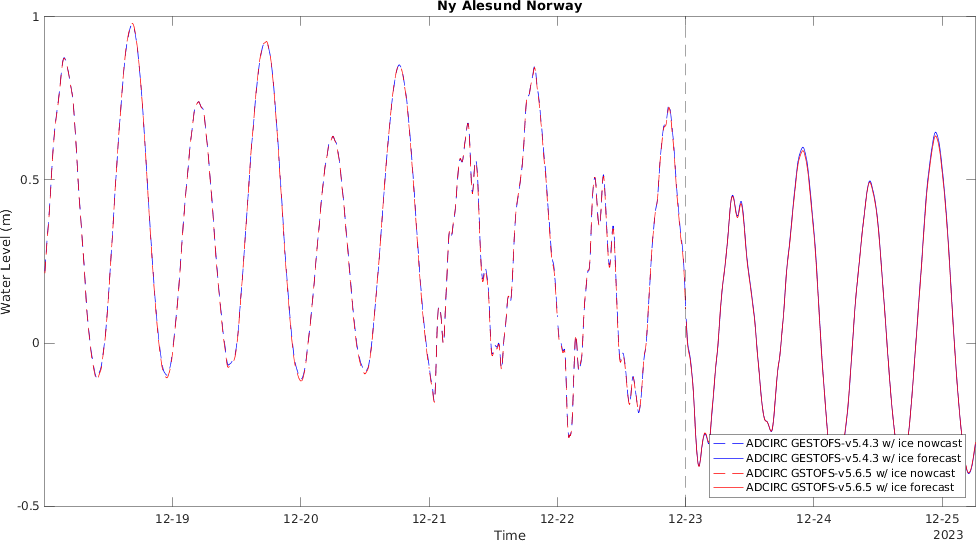 Ny Alesund Norway
1
0.5
0
-0.5
Water Level (m)
12-19
12-20
12-21
12-22
12-23
12-24
12-25
Time
2023
ADCIRC GESTOFS-v5.4.3 w/ ice nowcast
ADCIRC GESTOFS-v5.4.3 w/ ice forecast
ADCIRC GSTOFS-v5.6.5 w/ ice nowcast
ADCIRC GSTOFS-v5.6.5 w/ ice forecast